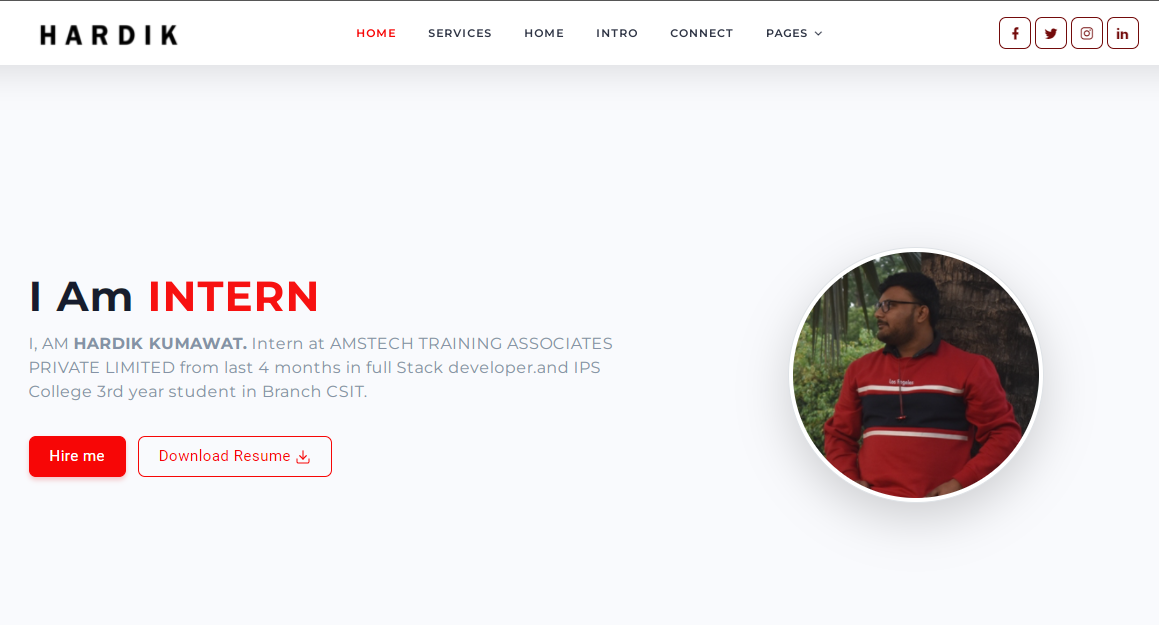 HARDIK
HOME SERVICES HOME INTRO CONNECT PAGES
I Am INTERN
I, AM HARDIK KUMAWAT. Intern at AMSTECH TRAINING ASSOCIATES
PRIVATE LIMITED from last 4 months in full Stack developer.and IPS
College 3rd year student in Branch CSIT.
Hire me
Download Resume
Los Angeles